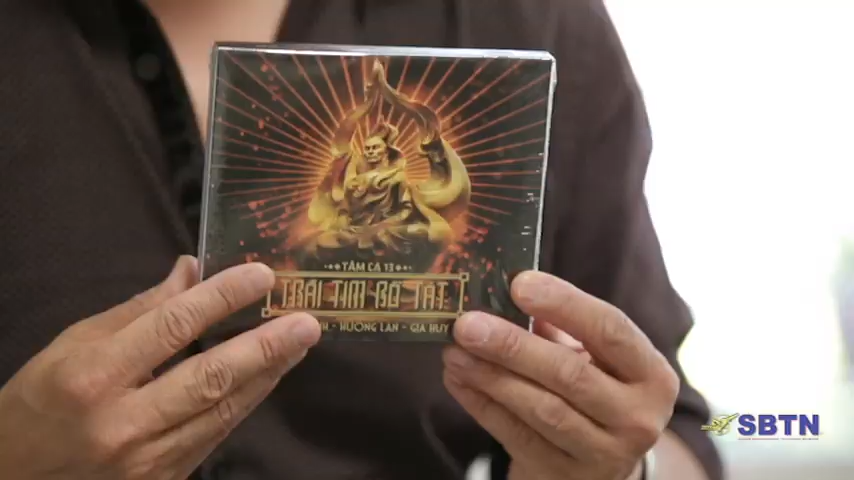 TÂM CA 13
TRÁI TIM BỒ TÁT
- HƯƠNG LAN - GIA HUY
SBTN